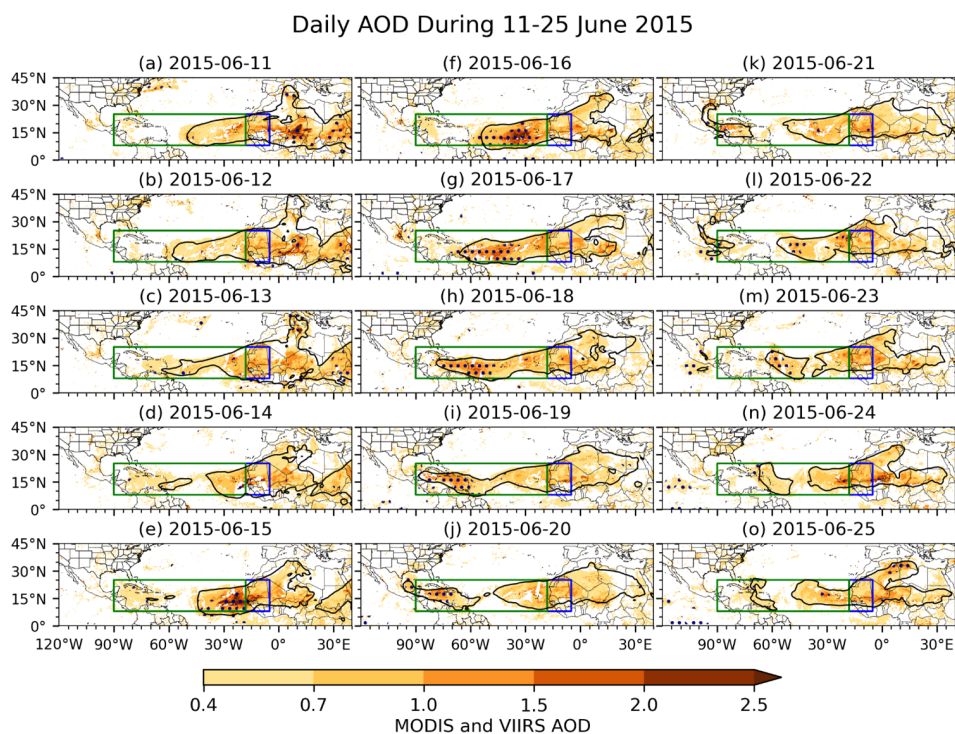 Daily AOD During 11-25 June 2015
(a) 2015-06-11
(f) 2015-06-16
(k) 2015-06-21
45°N
30°N
15°N
0°
(b) 2015-06-12
(g) 2015-06-17
(l) 2015-06-22
45°N
30°N
15°N
0°
(c) 2015-06-13
(h) 2015-06-18
(m) 2015-06-23
45°N
30°N
15°N
0°
(d) 2015-06-14
(i) 2015-06-19
(n) 2015-06-24
45°N
30°N
15°N
0°
(e) 2015-06-15
(j) 2015-06-20
(o) 2015-06-25
45°N
30°N
15°N
0°
120°W 90°W 60°W 30°W 0° 30°E 90°W 60°W 30°W 0° 30°E 90°W 60°W 30°W 0° 30°E
0.4 0.7 1.0 1.5 2.0 2.5
MODIS and VIIRS AOD